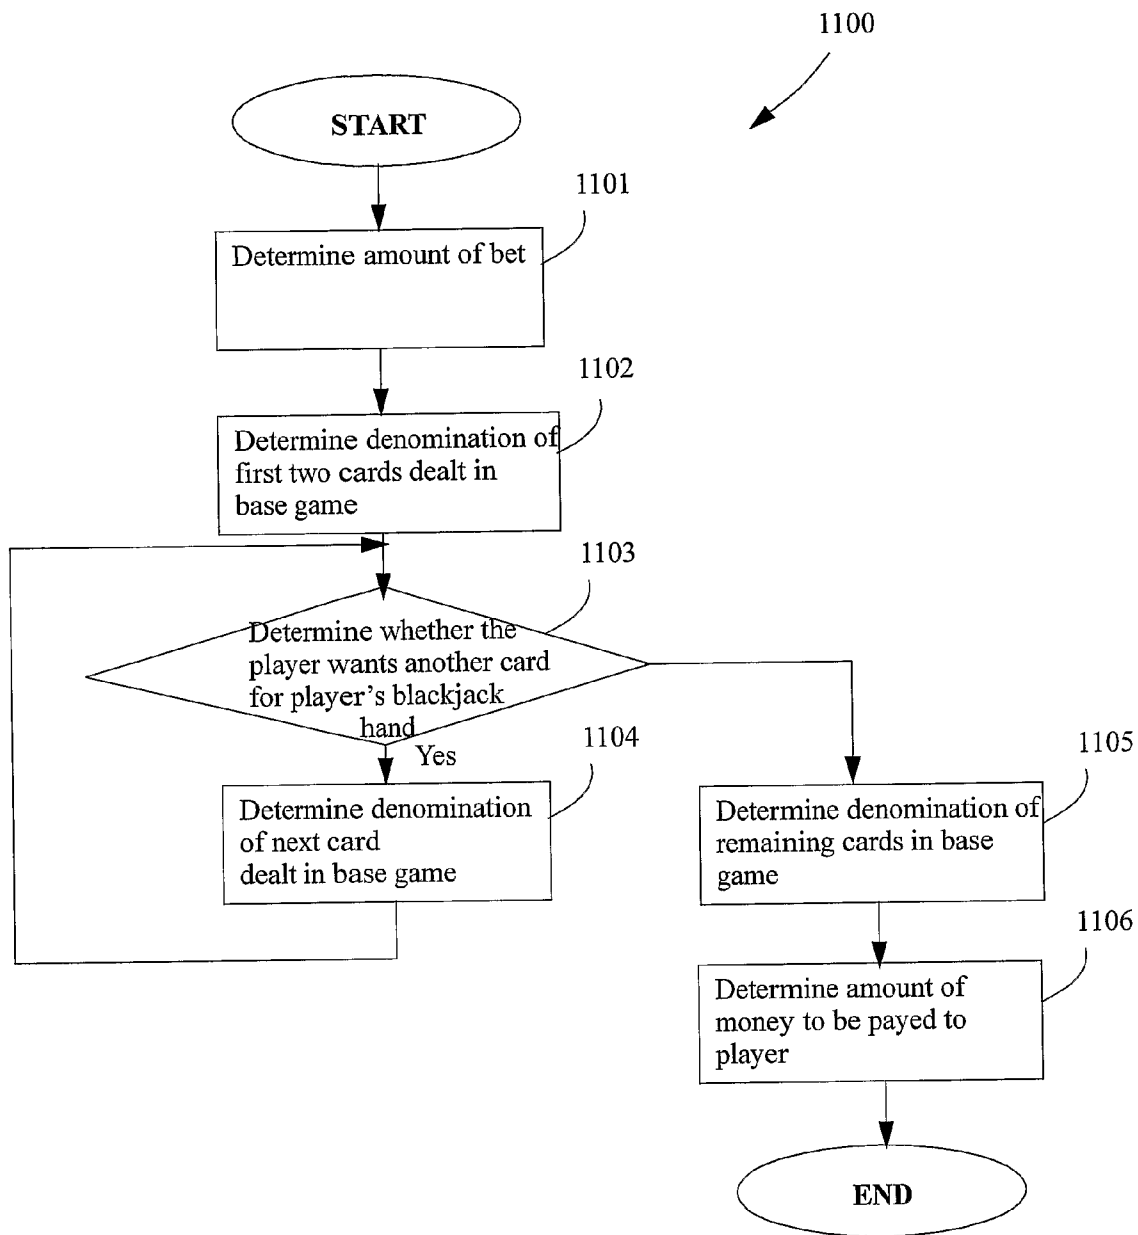 1100
START
1101
Determine amount of bet
1102
Determine denomination of
first two cards dealt in
base game
1103
Determine whether the
player wants another card
for player's blackjack
hand
Yes
1104
Determine denomination
of next card
dealt in base game
1105
Determine denomination of
remaining cards in base
game
1106
Determine amount of
money to be payed to
player
END